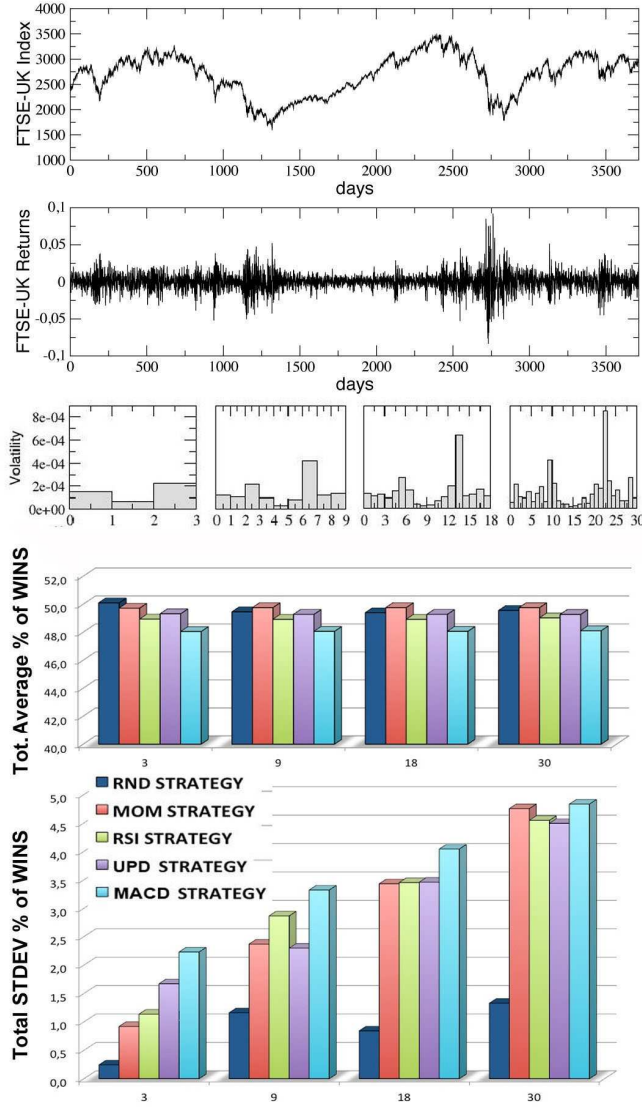 4000
3500
3000
2500
2000
1500
1000
FTSE-UK Index
0 500 1000 1500 2000 2500 3000 3500
days
0,1
0,05
0
-0,05
-0,1
FTSE-UK Returns
0 500 1000 1500 2000 2500 3000 3500
days
8e-04
6e-04
4e-04
2e-04
0e+00
Volatility
0 1 2 3
0 1 2 3 4 5 6 7 8 9
0 3 6 9 12 15 18
0 5 10 15 20 25 30
52,0
50,0
48,0
46,0
44,0
42,0
40,0
Tot. Average % of WINS
3 9 18 30
RND STRATEGY
MOM STRATEGY
RSI STRATEGY
UPD STRATEGY
MACD STRATEGY
5,0
4,5
4,0
3,5
3,0
2,5
2,0
1,5
1,0
0,5
0,0
Total STDEV % of WINS
3 9 18 30